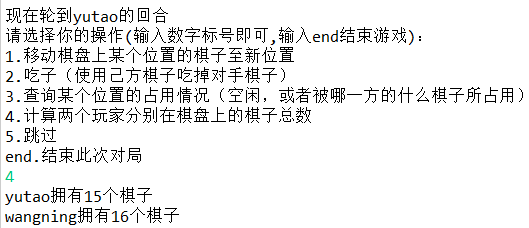 现在轮到yutao的回合
请选择你的操作(输入数字标号即可,输入end结束游戏)：
1.移动棋盘上某个位置的棋子至新位置
2.吃子（使用己方棋子吃掉对手棋子）
3.查询某个位置的占用情况（空闲，或者被哪一方的什么棋子所占用）
4.计算两个玩家分别在棋盘上的棋子总数
5.跳过
end.结束此次对局
4
yutao拥有15个棋子
wangning拥有16个棋子